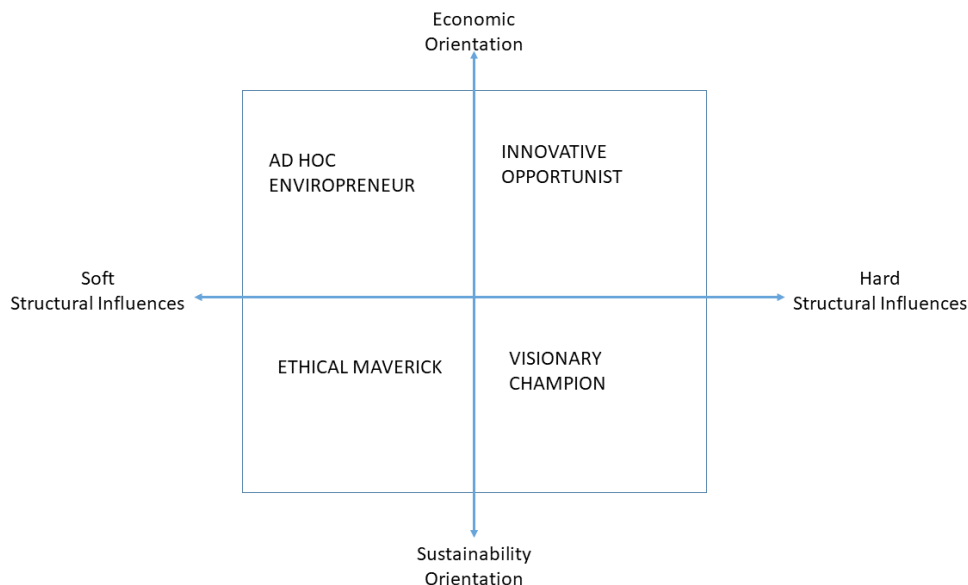 Economic
Orientation
AD HOC
ENVIROPRENEUR
INNOVATIVE
OPPORTUNIST
Soft
Structural Influences
Hard
Structural Influences
ETHICAL MAVERICK
VISIONARY
CHAMPION
Sustainability
Orientation